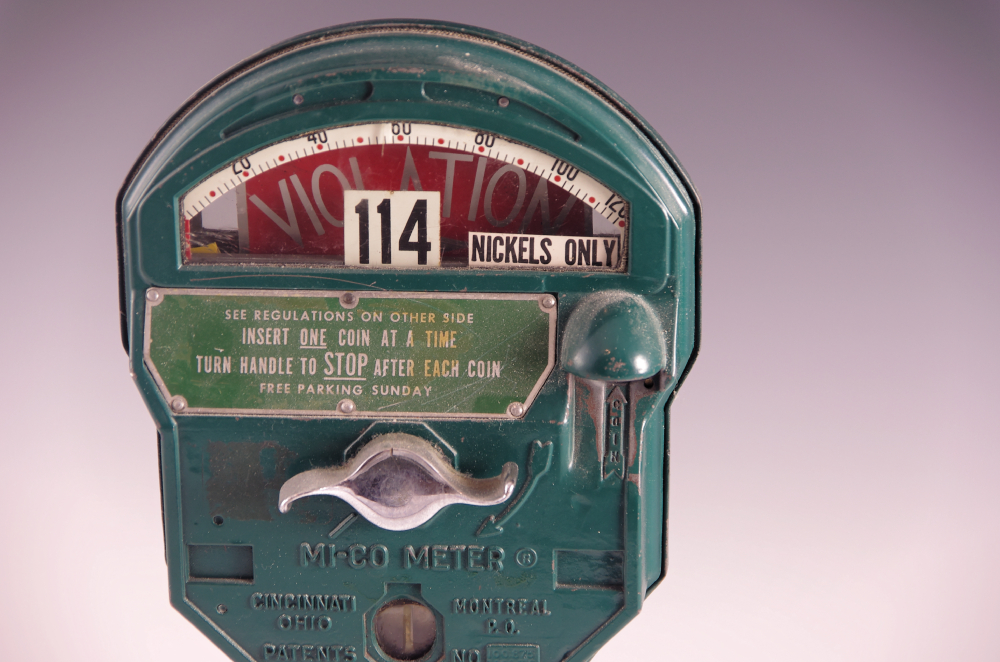 20 40 60 80 100 120
VIOLATION
114
NICKELS ONLY
SEE REGULATIONS ON OTHER SIDE
INSERT ONE COIN AT A TIME
TURN HANDLE TO STOP AFTER EACH COIN
FREE PARKING SUNDAY
COIN
MI-CO METER ®
CINCINNATI
OHIO
MONTREAL
P.Q.
PATENTS
NO